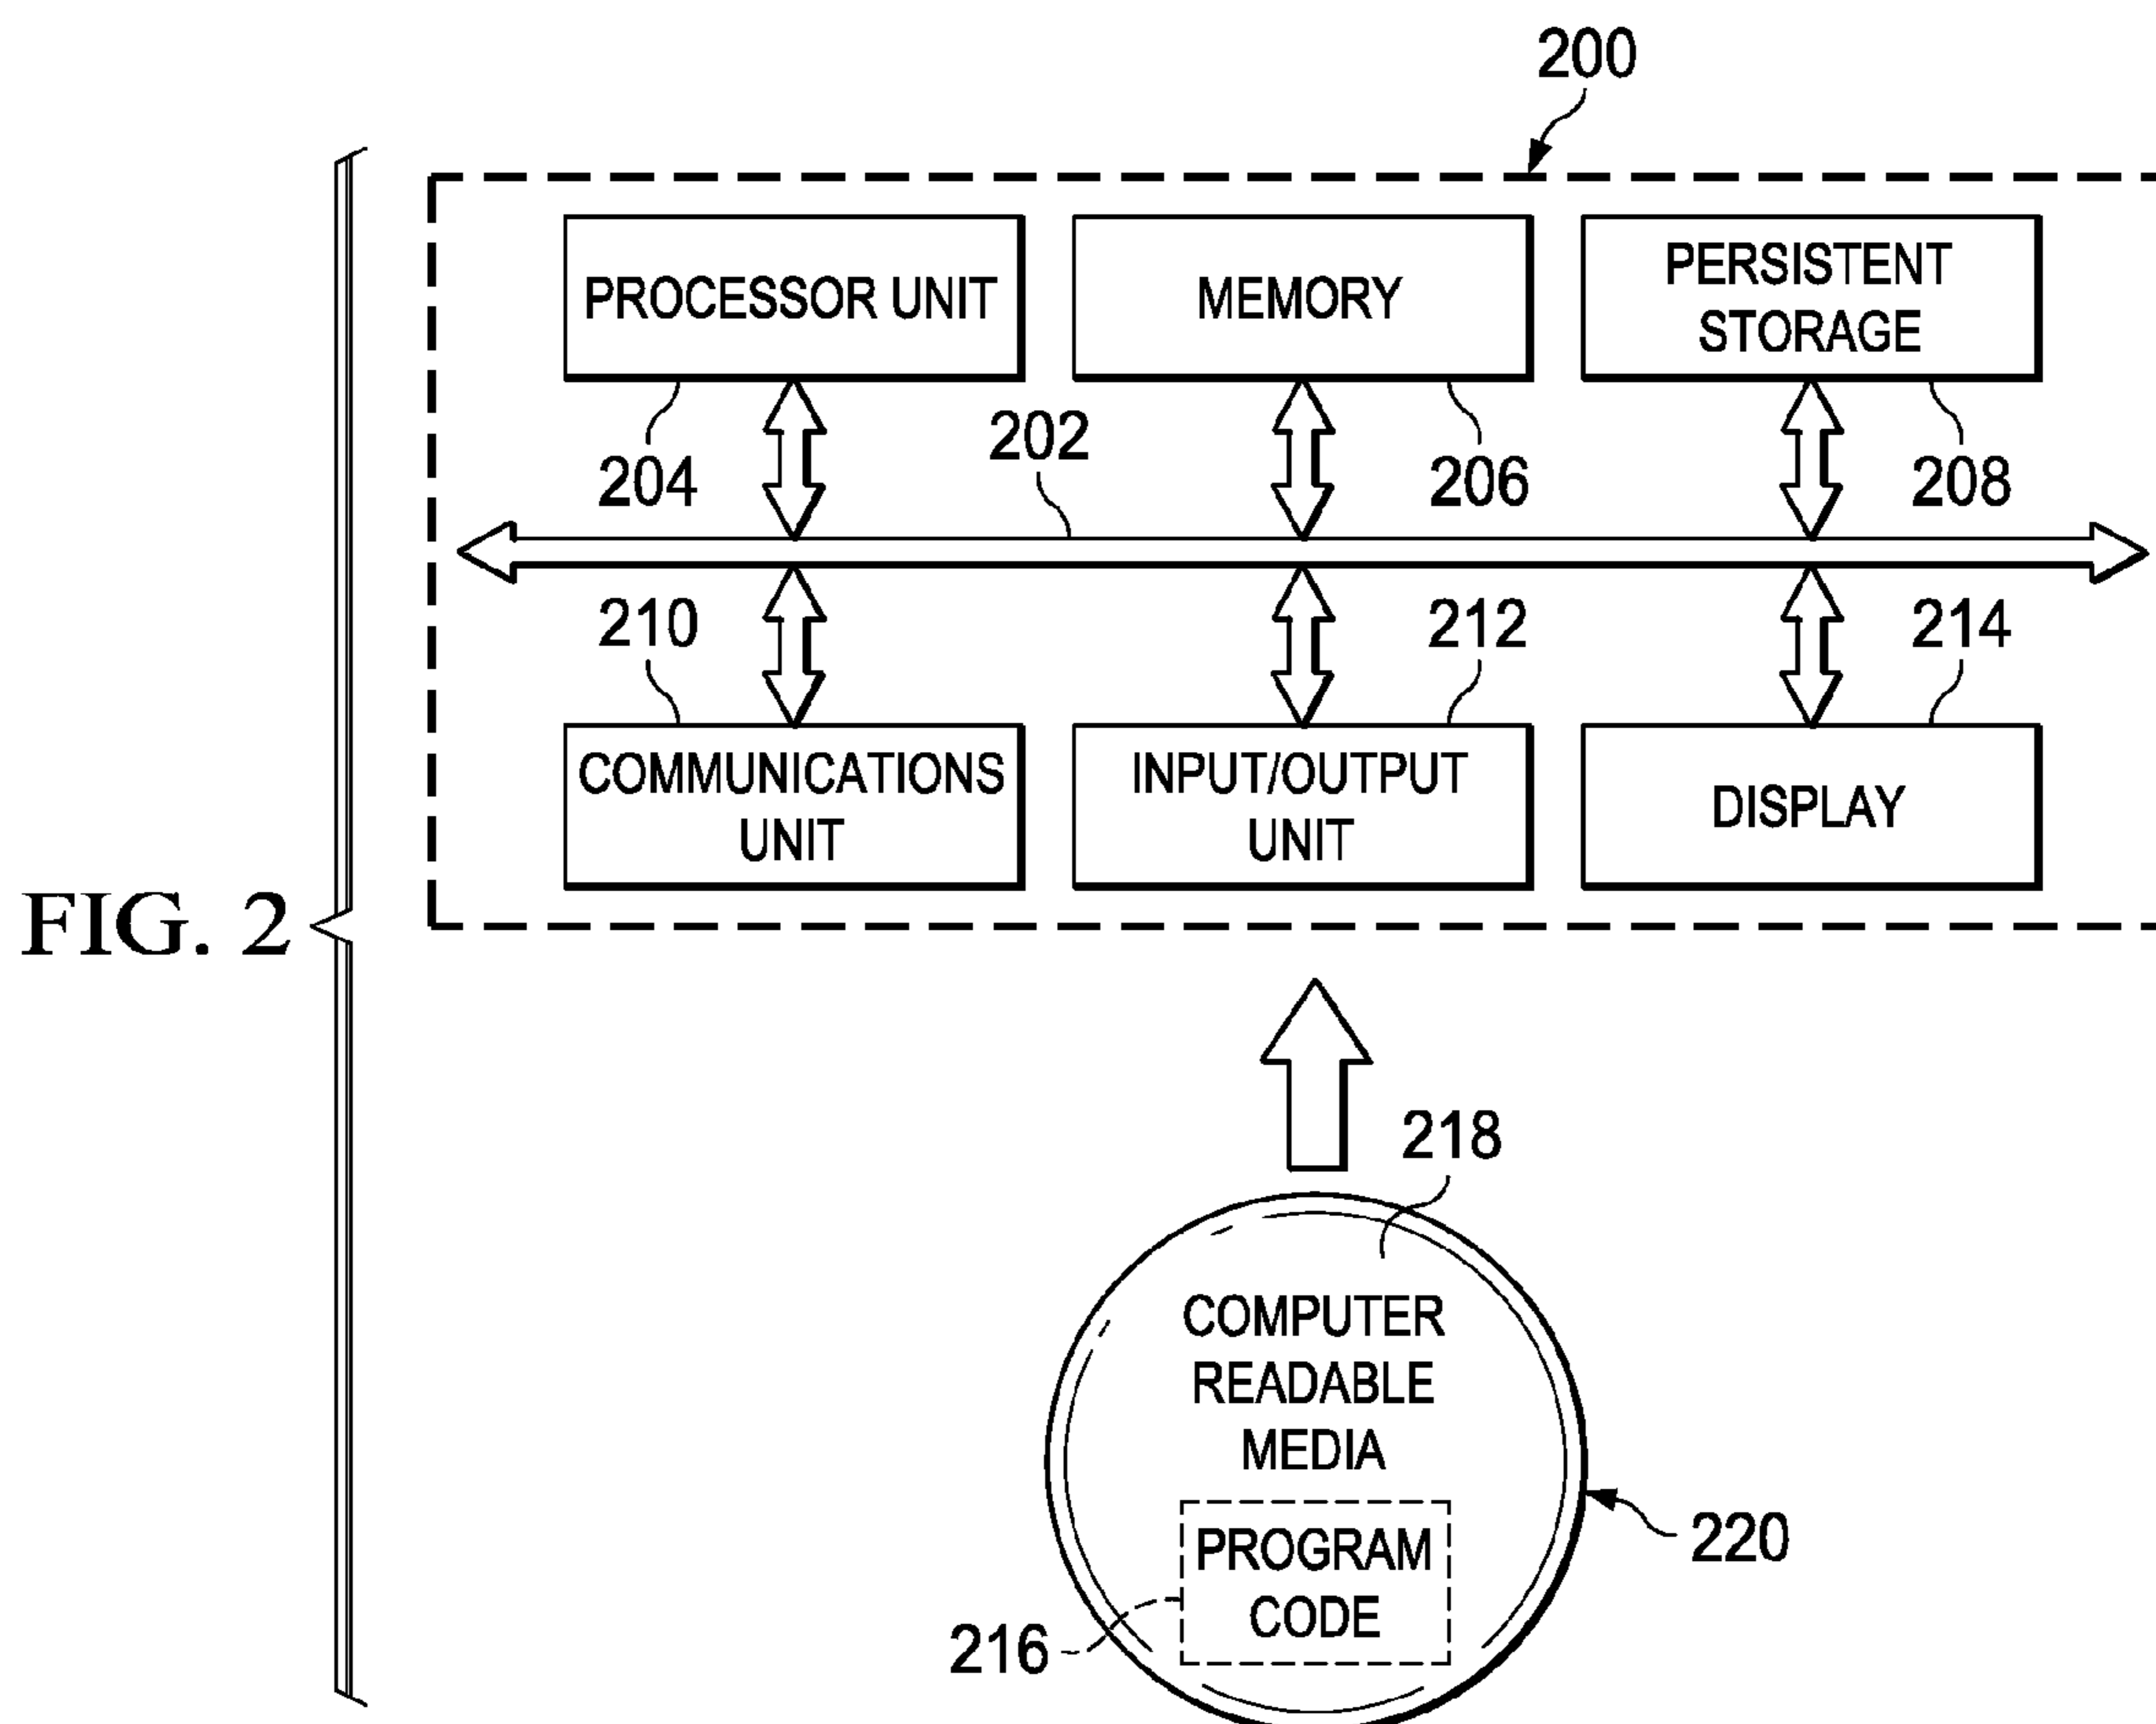 200
PROCESSOR UNIT
MEMORY
PERSISTENT
STORAGE
204
202
206
208
210
212
214
COMMUNICATIONS
UNIT
INPUT/OUTPUT
UNIT
DISPLAY
FIG. 2
218
COMPUTER
READABLE
MEDIA
PROGRAM
CODE
220
216